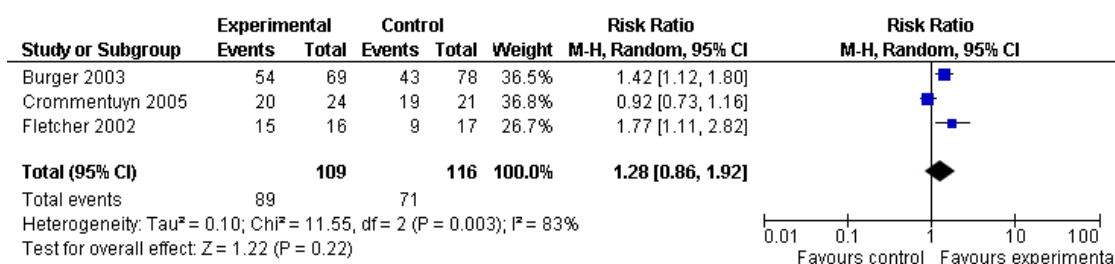 Experimental Control Risk Ratio Risk Ratio
Study or Subgroup Events Total Events Total Weight M-H, Random, 95% CI M-H, Random, 95% CI
Burger 2003 54 69 43 78 36.5% 1.42 [1.12, 1.80]
Crommentuyn 2005 20 24 19 21 36.8% 0.92 [0.73, 1.16]
Fletcher 2002 15 16 9 17 26.7% 1.77 [1.11, 2.82]
Total (95% CI) 109 116 100.0% 1.28 [0.86, 1.92]
Total events 89 71
Heterogeneity: Tau² = 0.10; Chi² = 11.55, df = 2 (P = 0.003); I² = 83%
Test for overall effect: Z = 1.22 (P = 0.22)
0.01 0.1 1 10 100
Favours control Favours experimenta